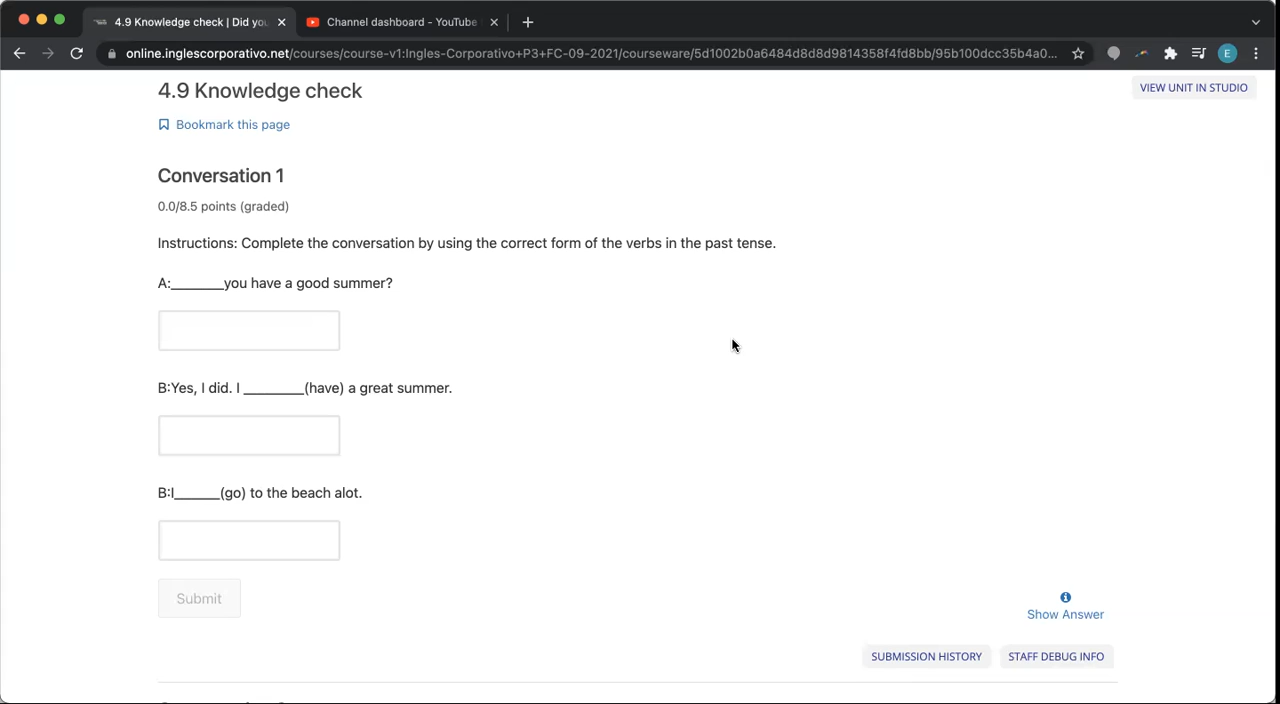 4.9 Knowledge check | Did you
Channel dashboard - YouTube
online.inglescorporativo.net/courses/course-v1:Ingles-Corporativo+P3+FC-09-2021/courseware/5d1002b0a6484d8d8d9814358f4fd8bb/95b100dcc35b4a0...
E
4.9 Knowledge check
VIEW UNIT IN STUDIO
Bookmark this page
Conversation 1
0.0/8.5 points (graded)
Instructions: Complete the conversation by using the correct form of the verbs in the past tense.
A:_______you have a good summer?
B:Yes, I did. I ________(have) a great summer.
B:I______(go) to the beach alot.
Submit
Show Answer
SUBMISSION HISTORY
STAFF DEBUG INFO